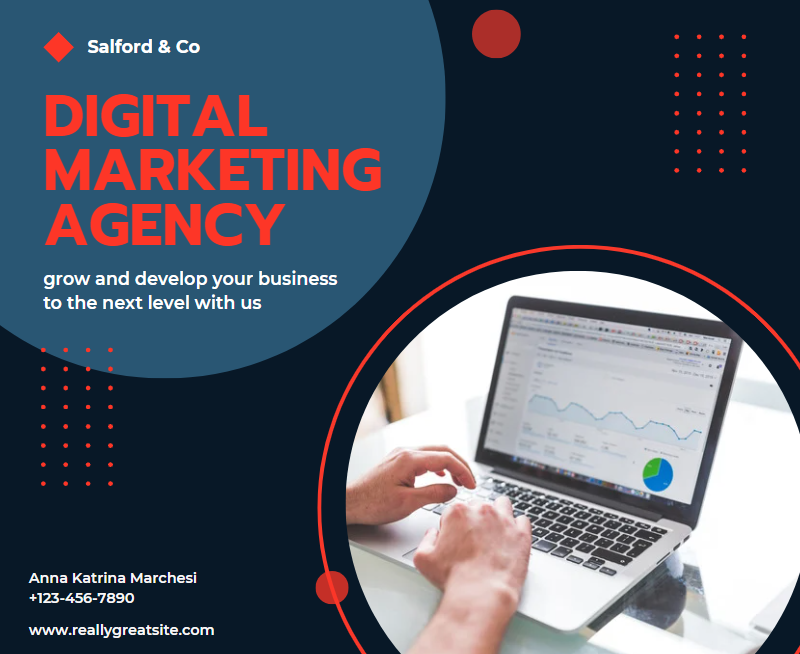 Salford & Co
DIGITAL
MARKETING
AGENCY
grow and develop your business
to the next level with us
Anna Katrina Marchesi
+123-456-7890
www.reallygreatsite.com